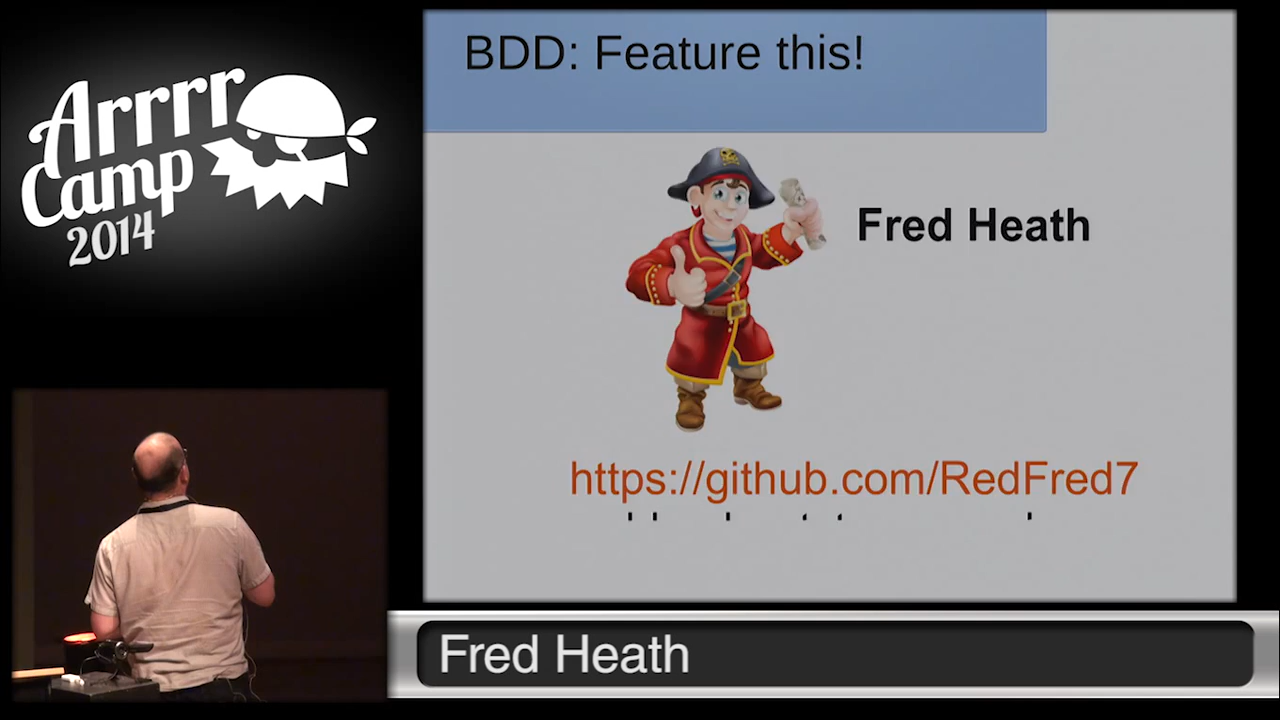 Arrrr
Camp
2014
BDD: Feature this!
Fred Heath
https://github.com/RedFred7
Fred Heath